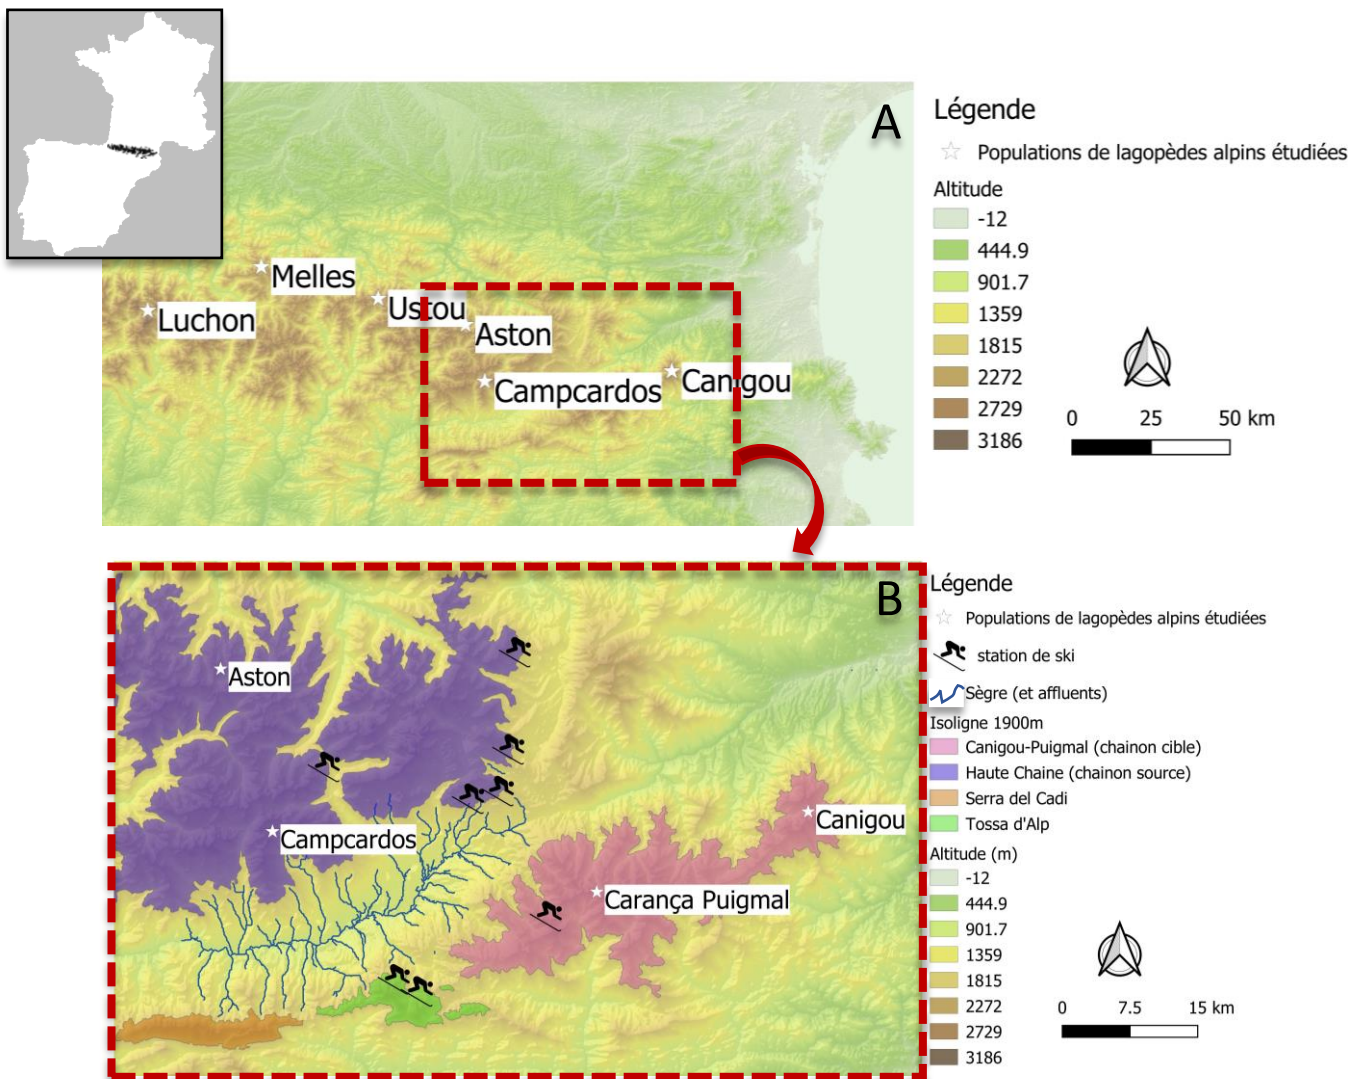 A
Légende
Populations de lagopèdes alpins étudiées
Altitude
-12
444.9
901.7
1359
1815
2272
2729
3186
0 25 50 km
Melles
Luchon
Ustou
Aston
Campcardos
Canigou
B
Légende
Populations de lagopèdes alpins étudiées
station de ski
Sègre (et affluents)
Isoligne 1900m
Canigou-Puigmal (chainon cible)
Haute Chaine (chainon source)
Serra del Cadi
Tossa d'Alp
Altitude (m)
-12
444.9
901.7
1359
1815
2272
2729
3186
0 7.5 15 km
Aston
Campcardos
Canigou
Carança Puigmal